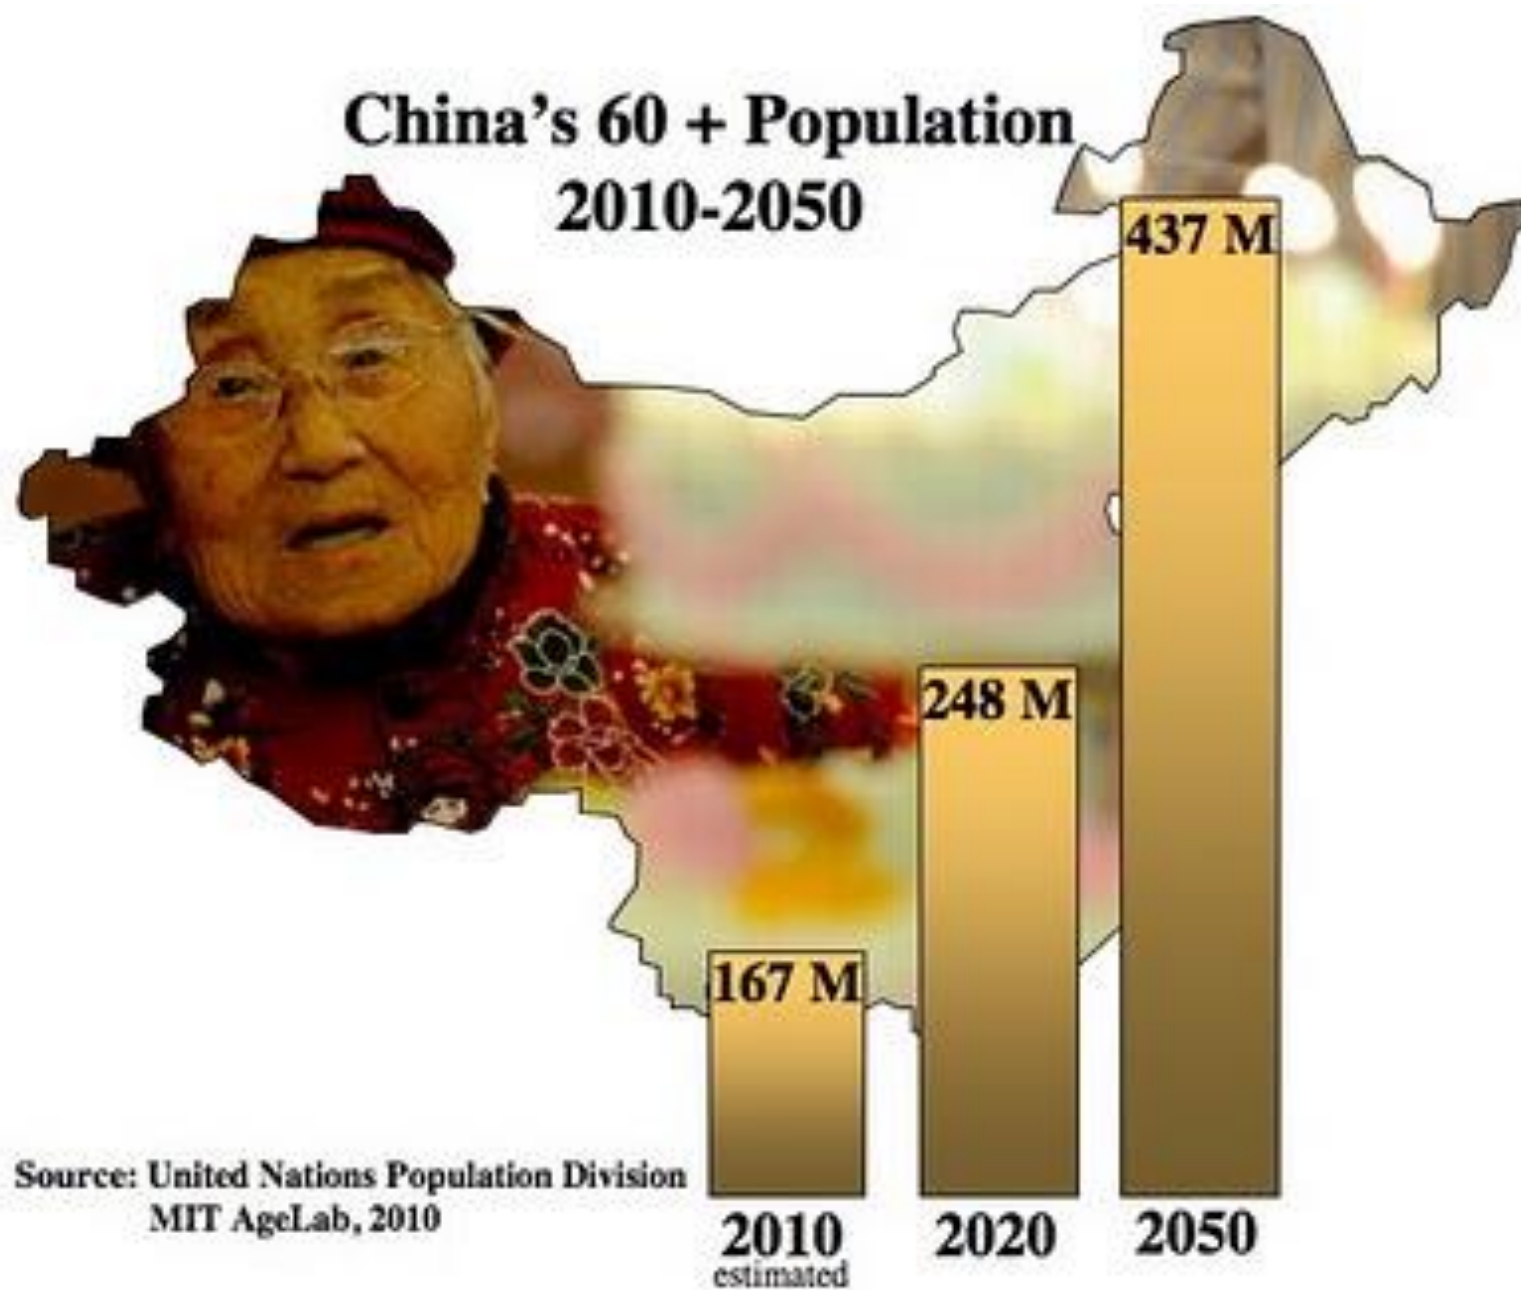 China's 60 + Population
2010-2050
437 M
248 M
167 M
Source: United Nations Population Division
MIT AgeLab, 2010
2010
estimated
2020
2050